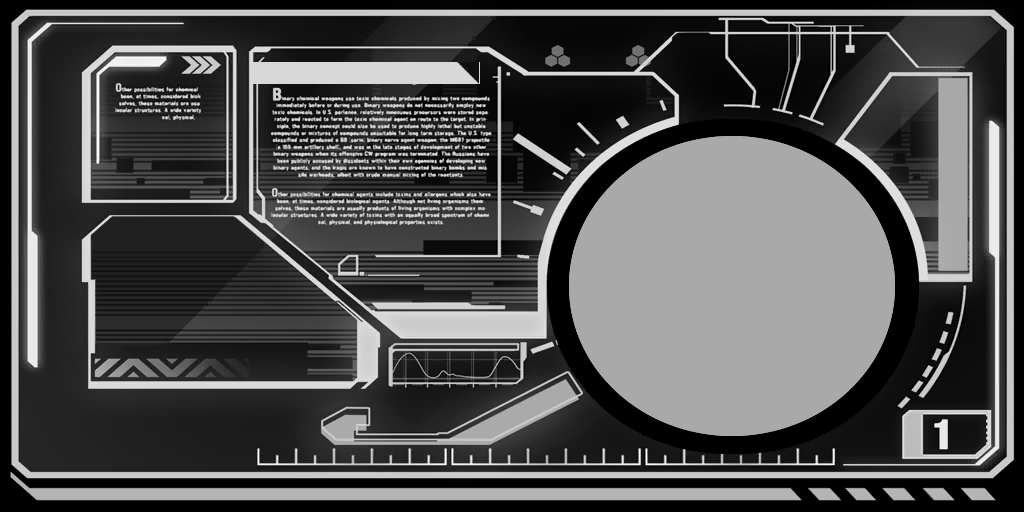 Other possibilities for chemical
been, at times, considered biol
solves, these materials are usu
lecular structures. A wide variety
cal, physical,
Binary chemical weapons use toxic chemicals produced by mixing two compounds
immediately before or during use. Binary weapons do not necessarily employ new
toxic chemicals. In U.S. parlance, relatively innocuous precursors were stored sepa
rately and reacted to form the toxic chemical agent en route to the target. In prin-
ciple, the binary concept could also be used to produce highly lethal but unstable
compounds or mixtures of compounds unsuitable for long term storage. The U.S. type
classified and produced a GB (sarin, binary nerve agent weapon, the M687 projectile
a 155-mm artillery shell, and was in the late stages of development of two other
binary weapons when its offensive CW program was terminated. The Russians have
been publicly accused by dissidents within their own agencies of developing new
binary agents, and the Iraqis are known to have constructed binary bombs and mis
sile warheads, albeit with crude manual mixing of the reactants.
Other possibilities for chemical agents include toxins and allergens which also have
been, at times, considered biological agents. Although not living organisms them
solves, these materials are usually products of living organisms with complex mo-
lecular structures. A wide variety of toxins with an equally broad spectrum of chemi
cal, physical, and physiological properties exists.
1